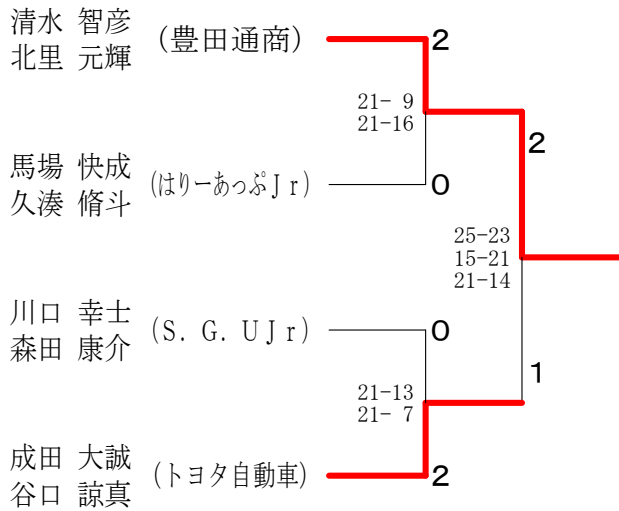 清水 智彦
北里 元輝
(豊田通商)
2
21- 9
21-16
2
馬場 快成
久湊 脩斗
(はりーあっぷＪｒ)
0
25-23
15-21
21-14
川口 幸士
森田 康介
(S. G. UＪｒ)
0
1
21-13
21- 7
成田 大誠
谷口 諒真
(トヨタ自動車)
2